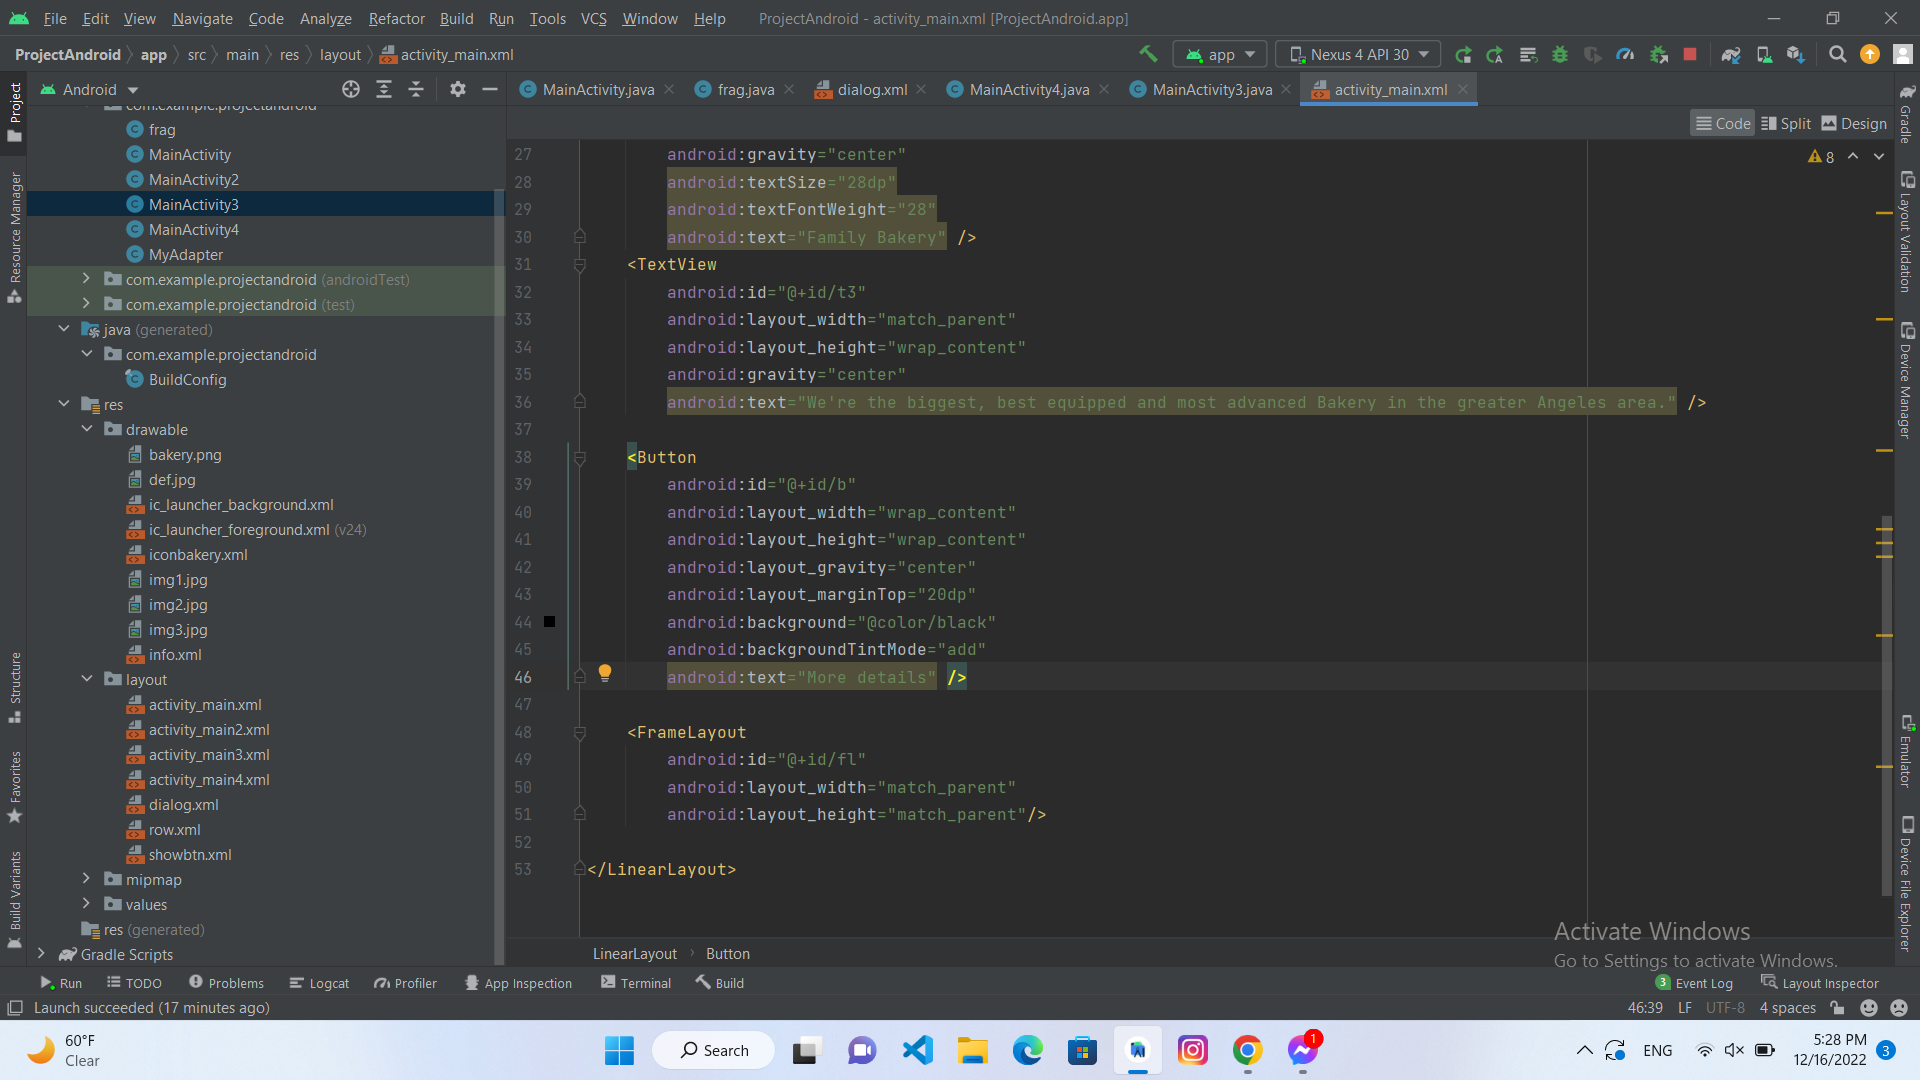 File Edit View Navigate Code Analyze Refactor Build Run Tools VCS Window Help ProjectAndroid - activity_main.xml [ProjectAndroid.app]
ProjectAndroid app src main res layout activity_main.xml app Nexus 4 API 30
Android
MainActivity.java frag.java dialog.xml MainActivity4.java MainActivity3.java activity_main.xml
Code Split Design
8
Project
Resource Manager
Structure
Favorites
Build Variants
com.example.projectandroid
frag
MainActivity
MainActivity2
MainActivity3
MainActivity4
MyAdapter
com.example.projectandroid (androidTest)
com.example.projectandroid (test)
java (generated)
com.example.projectandroid
BuildConfig
res
drawable
bakery.png
def.jpg
ic_launcher_background.xml
ic_launcher_foreground.xml (v24)
iconbakery.xml
img1.jpg
img2.jpg
img3.jpg
info.xml
layout
activity_main.xml
activity_main2.xml
activity_main3.xml
activity_main4.xml
dialog.xml
row.xml
showbtn.xml
mipmap
values
res (generated)
Gradle Scripts
27 android:gravity="center"
28 android:textSize="28dp"
29 android:textFontWeight="28"
30 android:text="Family Bakery" />
31 <TextView
32 android:id="@+id/t3"
33 android:layout_width="match_parent"
34 android:layout_height="wrap_content"
35 android:gravity="center"
36 android:text="We're the biggest, best equipped and most advanced Bakery in the greater Angeles area." />
37
38 <Button
39 android:id="@+id/b"
40 android:layout_width="wrap_content"
41 android:layout_height="wrap_content"
42 android:layout_gravity="center"
43 android:layout_marginTop="20dp"
44 android:background="@color/black"
45 android:backgroundTintMode="add"
46 android:text="More details" />
47
48 <FrameLayout
49 android:id="@+id/fl"
50 android:layout_width="match_parent"
51 android:layout_height="match_parent"/>
52
53 </LinearLayout>
Gradle
Layout Validation
Device Manager
Emulator
Device File Explorer
Activate Windows
Go to Settings to activate Windows.
LinearLayout Button
Run TODO Problems Logcat Profiler App Inspection Terminal Build 3 Event Log Layout Inspector
Launch succeeded (17 minutes ago) 46:39 LF UTF-8 4 spaces
60°F
Clear
Search
1
ENG
5:28 PM
12/16/2022
3